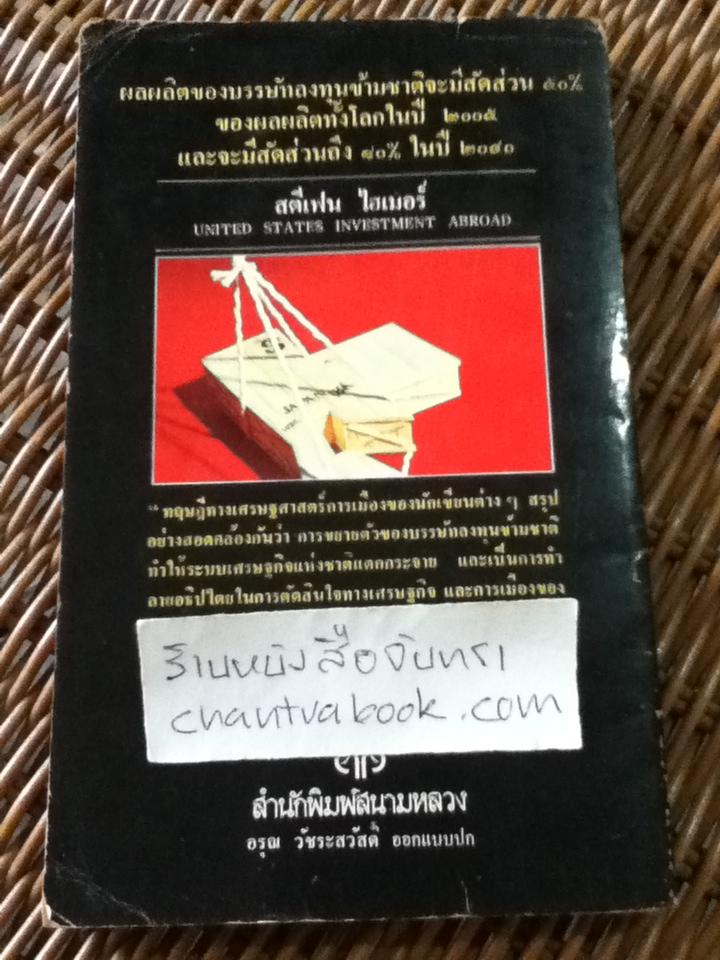 ผลผลิตของบรรษัทลงทุนข้ามชาติจะมีสัดส่วน ๕๐%
ของผลผลิตทั้งโลกในปี ๒๐๐๕
และจะมีสัดส่วนถึง ๘๐% ในปี ๒๐๔๐
สตีเฟน ไฮเมอร์
UNITED STATES INVESTMENT ABROAD
“ ทฤษฎีทางเศรษฐศาสตร์การเมืองของนักเขียนต่าง ๆ สรุป
อย่างสอดคล้องกันว่า การขยายตัวของบรรษัทลงทุนข้ามชาติ
ทำให้ระบบเศรษฐกิจแห่งชาติแตกกระจาย และเป็นการทำ
ลายอธิปไตยในการตัดสินใจทางเศรษฐกิจ และการเมืองของ
ร้านหนังสือจันทรา
chantrabook.com
สำนักพิมพ์สนามหลวง
อรุณ วัชระสวัสดิ์ ออกแบบปก